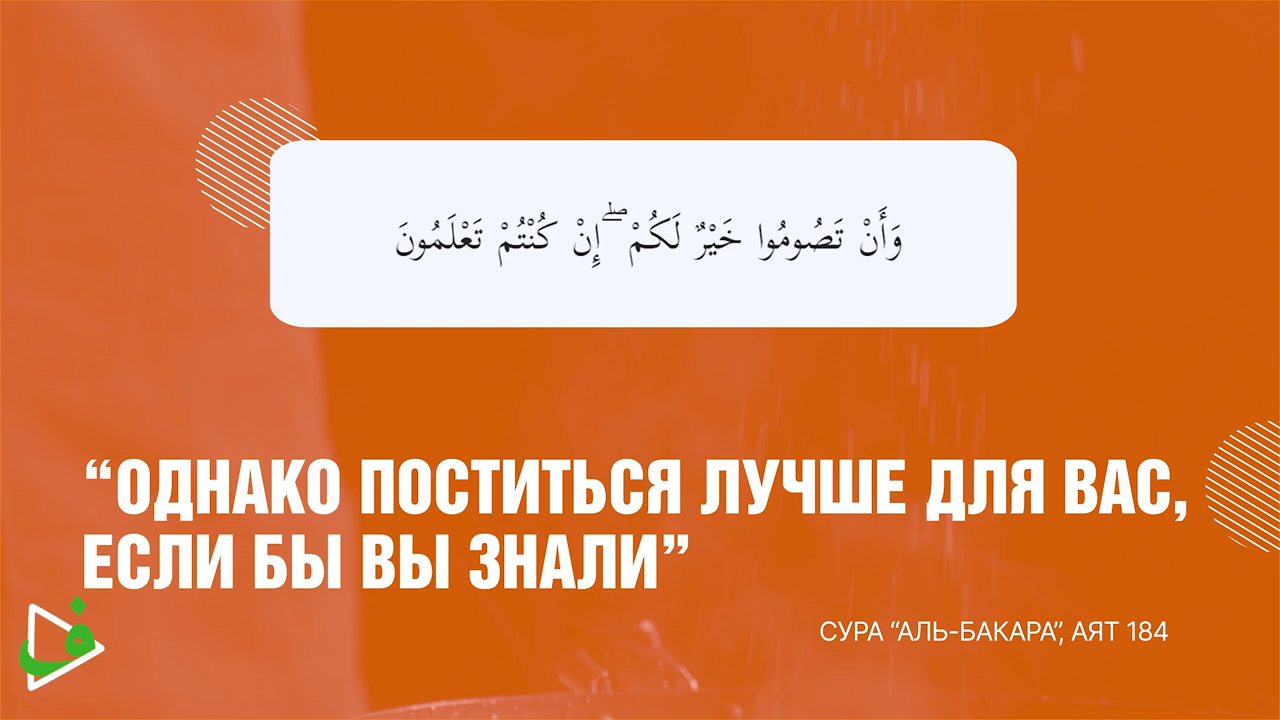 وَأَنْ تَصُومُوا خَيْرٌ لَكُمْ ۖ إِنْ كُنْتُمْ تَعْلَمُونَ
“ОДНАКО ПОСТИТЬСЯ ЛУЧШЕ ДЛЯ ВАС,
ЕСЛИ БЫ ВЫ ЗНАЛИ”
СУРА “АЛЬ-БАКАРА”, АЯТ 184
ف